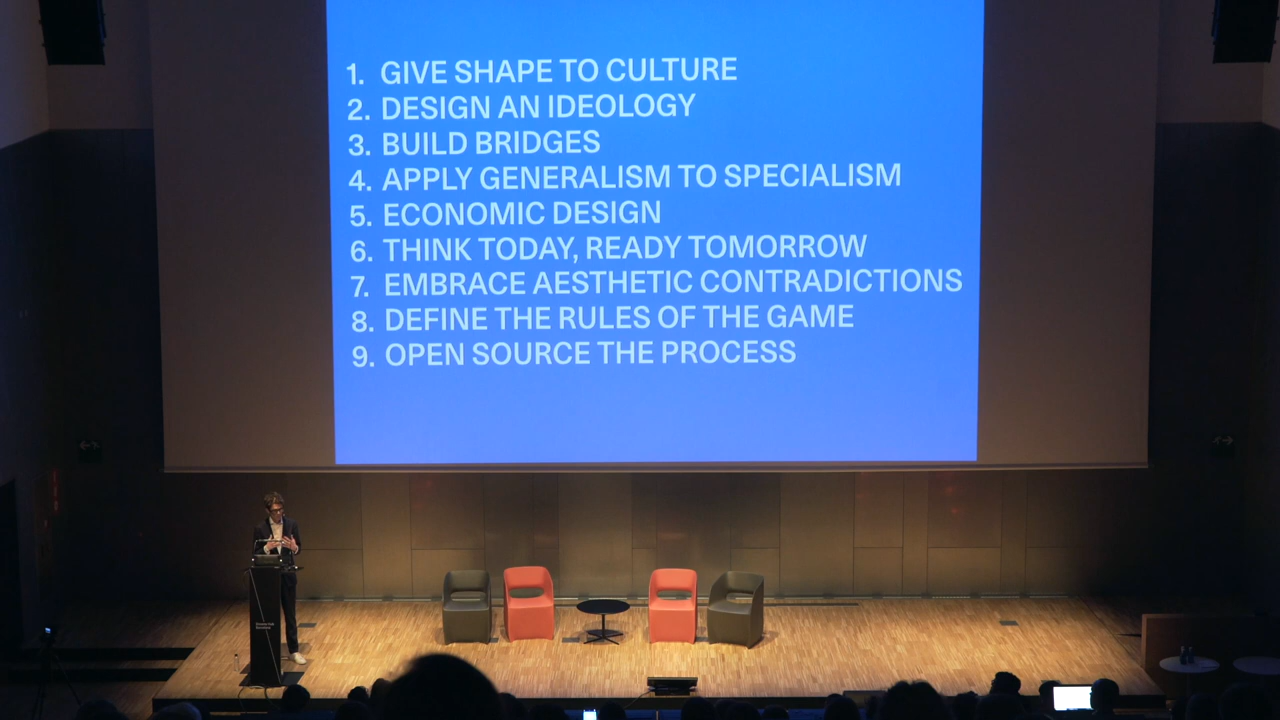 1. GIVE SHAPE TO CULTURE
2. DESIGN AN IDEOLOGY
3. BUILD BRIDGES
4. APPLY GENERALISM TO SPECIALISM
5. ECONOMIC DESIGN
6. THINK TODAY, READY TOMORROW
7. EMBRACE AESTHETIC CONTRADICTIONS
8. DEFINE THE RULES OF THE GAME
9. OPEN SOURCE THE PROCESS